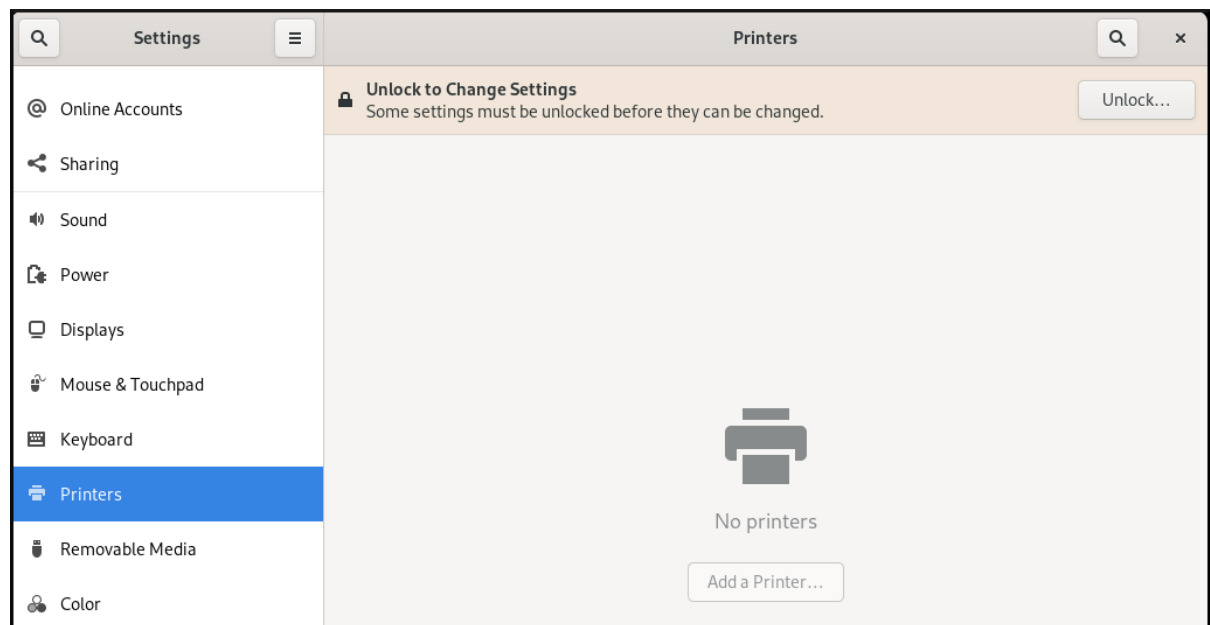 Settings
Printers
Unlock to Change Settings
Some settings must be unlocked before they can be changed.
Unlock...
Online Accounts
Sharing
Sound
Power
Displays
Mouse & Touchpad
Keyboard
Printers
Removable Media
Color
No printers
Add a Printer...